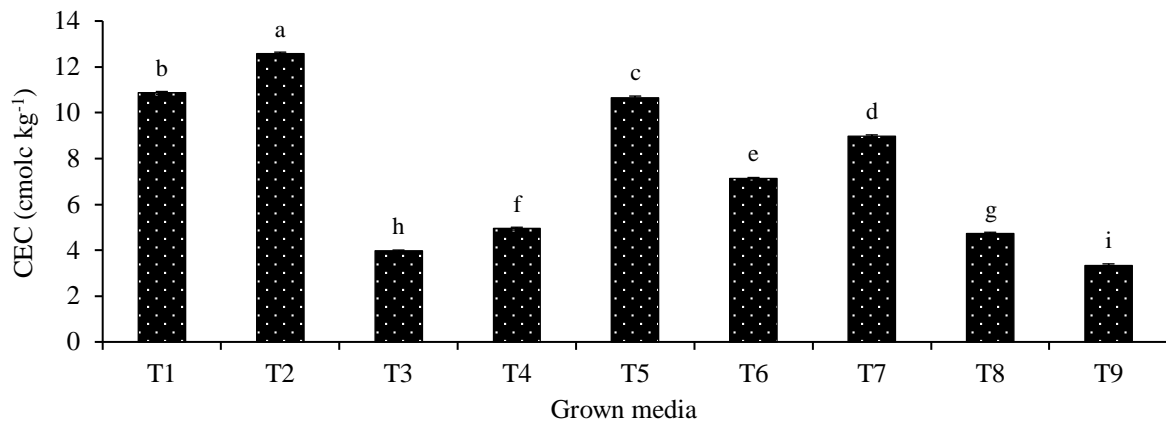 CEC (cmolc kg⁻¹)
14
12
10
8
6
4
2
0
b
a
h
f
c
e
d
g
i
T1 T2 T3 T4 T5 T6 T7 T8 T9
Grown media